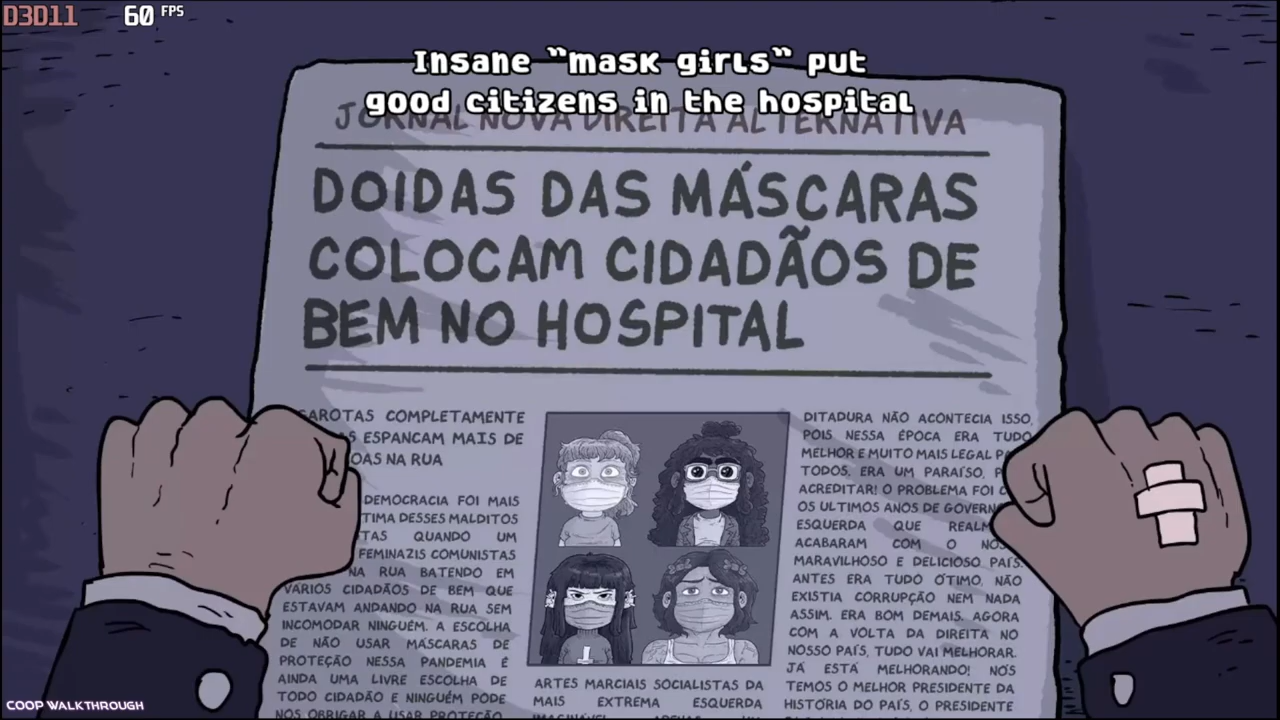 D3D11 60 FPS
Insane "mask girls" put
good citizens in the hospital
JORNAL NOVA DIREITA ALTERNATIVA
DOIDAS DAS MÁSCARAS
COLOCAM CIDADÃOS DE
BEM NO HOSPITAL
GAROTAS COMPLETAMENTE
ESPANCAM MAIS DE
NA RUA
DEMOCRACIA FOI MAIS
DESSES MALDITOS
QUANDO UM
FEMINAZIS COMUNISTAS
NA RUA BATENDO EM
VÁRIOS CIDADÃOS DE BEM QUE
ESTAVAM ANDANDO NA RUA SEM
INCOMODAR NINGUÉM. A ESCOLHA
DE NÃO USAR MÁSCARAS DE
PROTEÇÃO NESSA PANDEMIA É
AINDA UMA LIVRE ESCOLHA DE
TODO CIDADÃO E NINGUÉM PODE
NOS OBRIGAR A USAR PROTEÇÃO
ARTES MARCIAIS SOCIALISTAS DA
MAIS EXTREMA ESQUERDA
DITADURA NÃO ACONTECIA ISSO,
POIS NESSA ÉPOCA ERA TUDO
MELHOR E MUITO MAIS LEGAL
TODOS. ERA UM PARAÍSO,
ACREDITAR! O PROBLEMA FOI
OS ULTIMOS ANOS DE
ESQUERDA QUE
ACABARAM COM O
MARAVILHOSO E DELICIOSO PAÍS.
ANTES ERA TUDO ÓTIMO, NÃO
EXISTIA CORRUPÇÃO NEM NADA
ASSIM. ERA BOM DEMAIS. AGORA
COM A VOLTA DA DIREITA NO
NOSSO PAÍS, TUDO VAI MELHORAR.
JÁ ESTÁ MELHORANDO! NÓS
TEMOS O MELHOR PRESIDENTE DA
HISTÓRIA DO PAÍS, O PRESIDENTE
COOP WALKTHROUGH